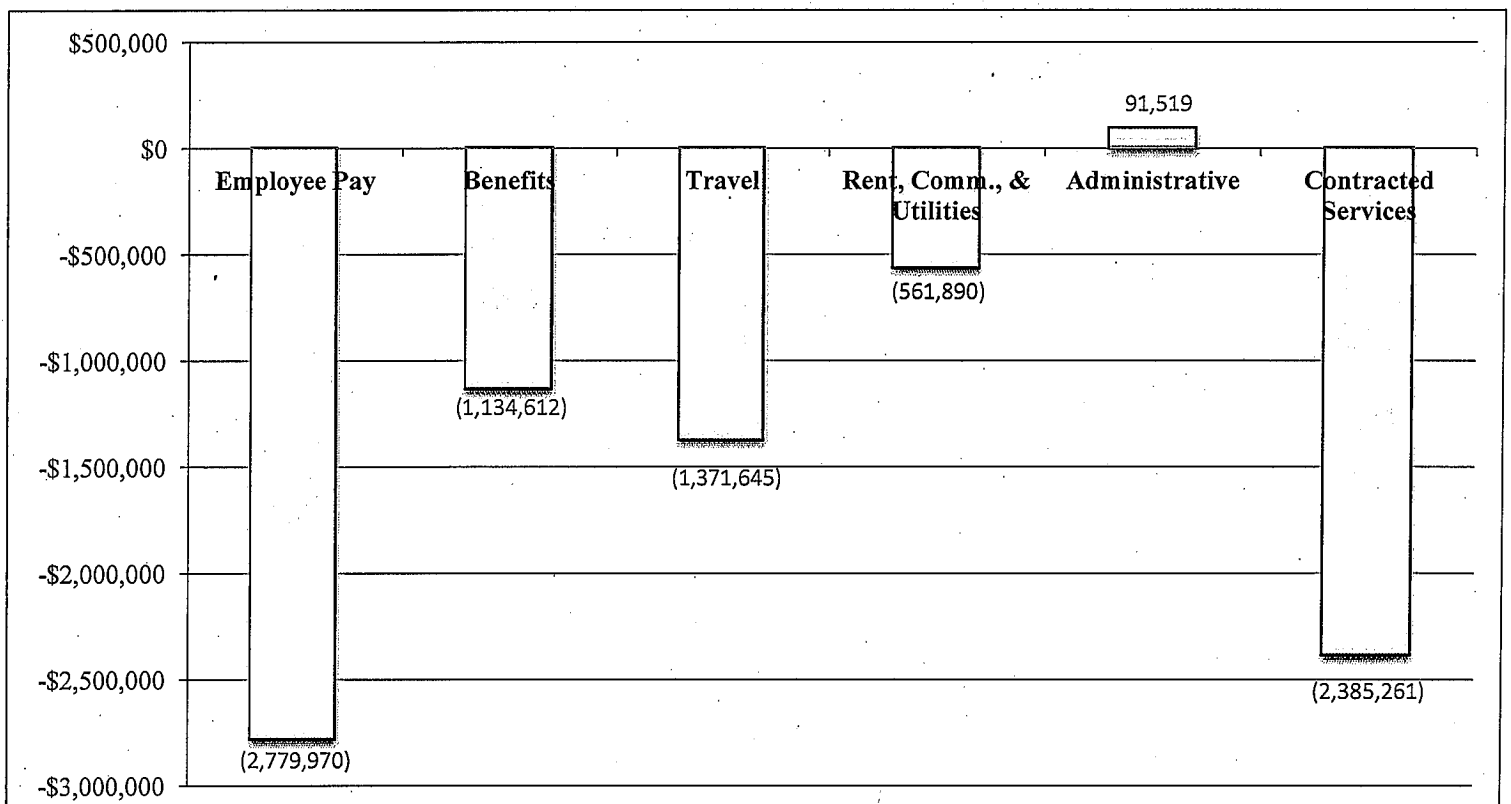 $500,000
91,519
$0
Employee Pay
Benefits
Travel
Rent, Comm., &
Utilities
Administrative
Contracted
Services
-$500,000
(561,890)
-$1,000,000
(1,134,612)
(1,371,645)
-$1,500,000
-$2,000,000
-$2,500,000
(2,385,261)
(2,779,970)
-$3,000,000